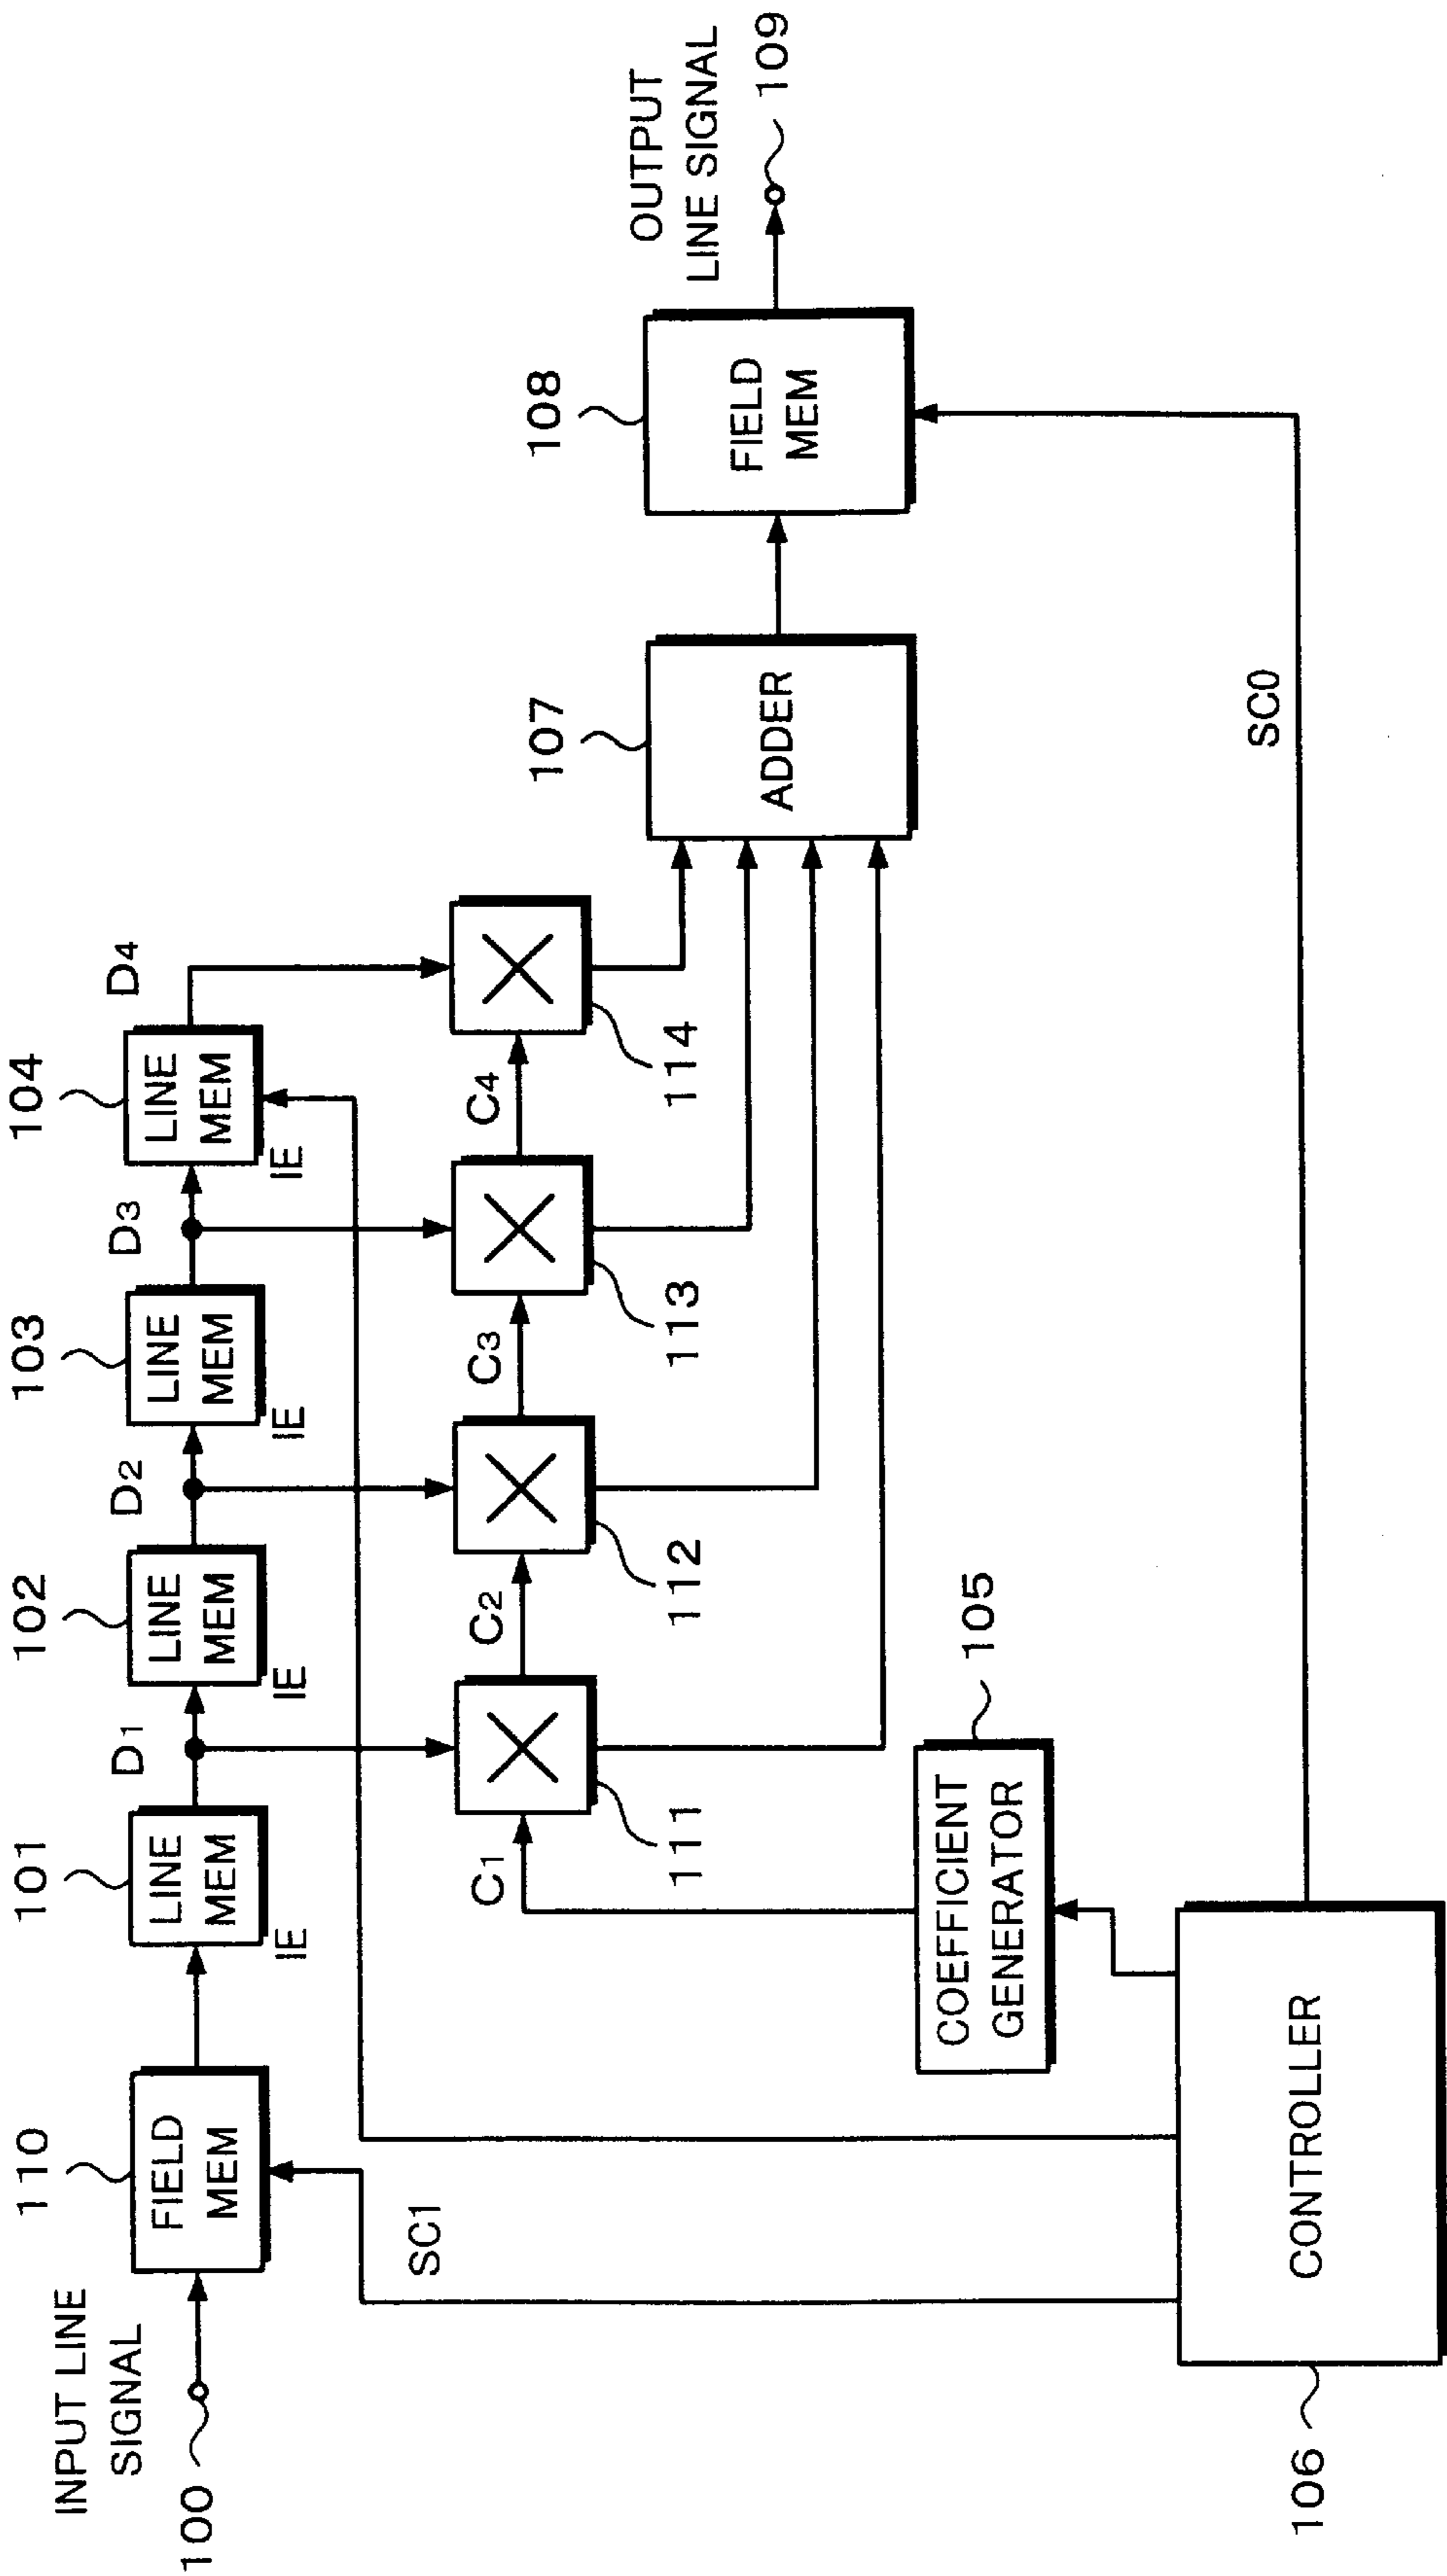 INPUT LINE
SIGNAL
100
110
FIELD
MEM
SC1
101
LINE
MEM
IE
D1
102
LINE
MEM
IE
D2
103
LINE
MEM
IE
D3
104
LINE
MEM
IE
D4
C1
111
C2
112
C3
113
C4
114
COEFFICIENT
GENERATOR
105
CONTROLLER
106
107
ADDER
108
FIELD
MEM
SC0
OUTPUT
LINE SIGNAL
109